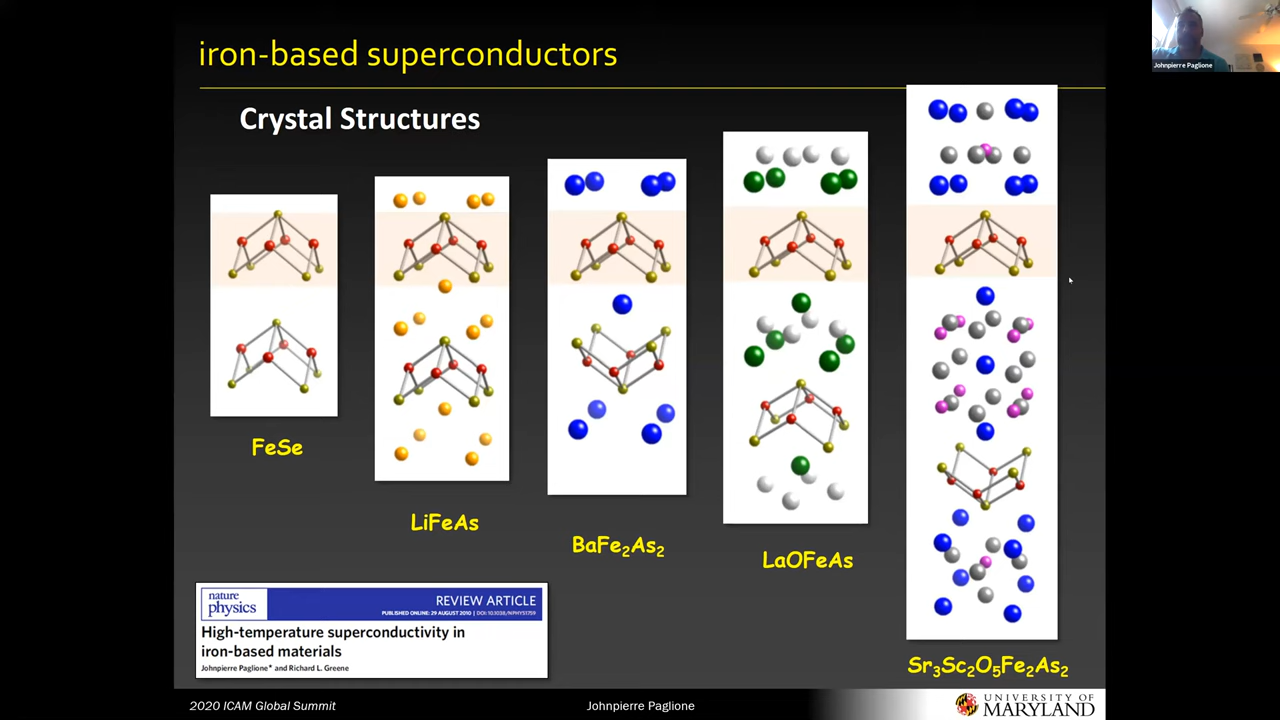 iron-based superconductors
Johnpierre Paglione
Crystal Structures
FeSe
LiFeAs
BaFe₂As₂
LaOFeAs
Sr₃Sc₂O₅Fe₂As₂
nature
physics
REVIEW ARTICLE
PUBLISHED ONLINE: 29 AUGUST 2010 | DOI: 10.1038/NPHYS1759
High-temperature superconductivity in
iron-based materials
Johnpierre Paglione* and Richard L. Greene
2020 ICAM Global Summit
Johnpierre Paglione
UNIVERSITY OF
MARYLAND